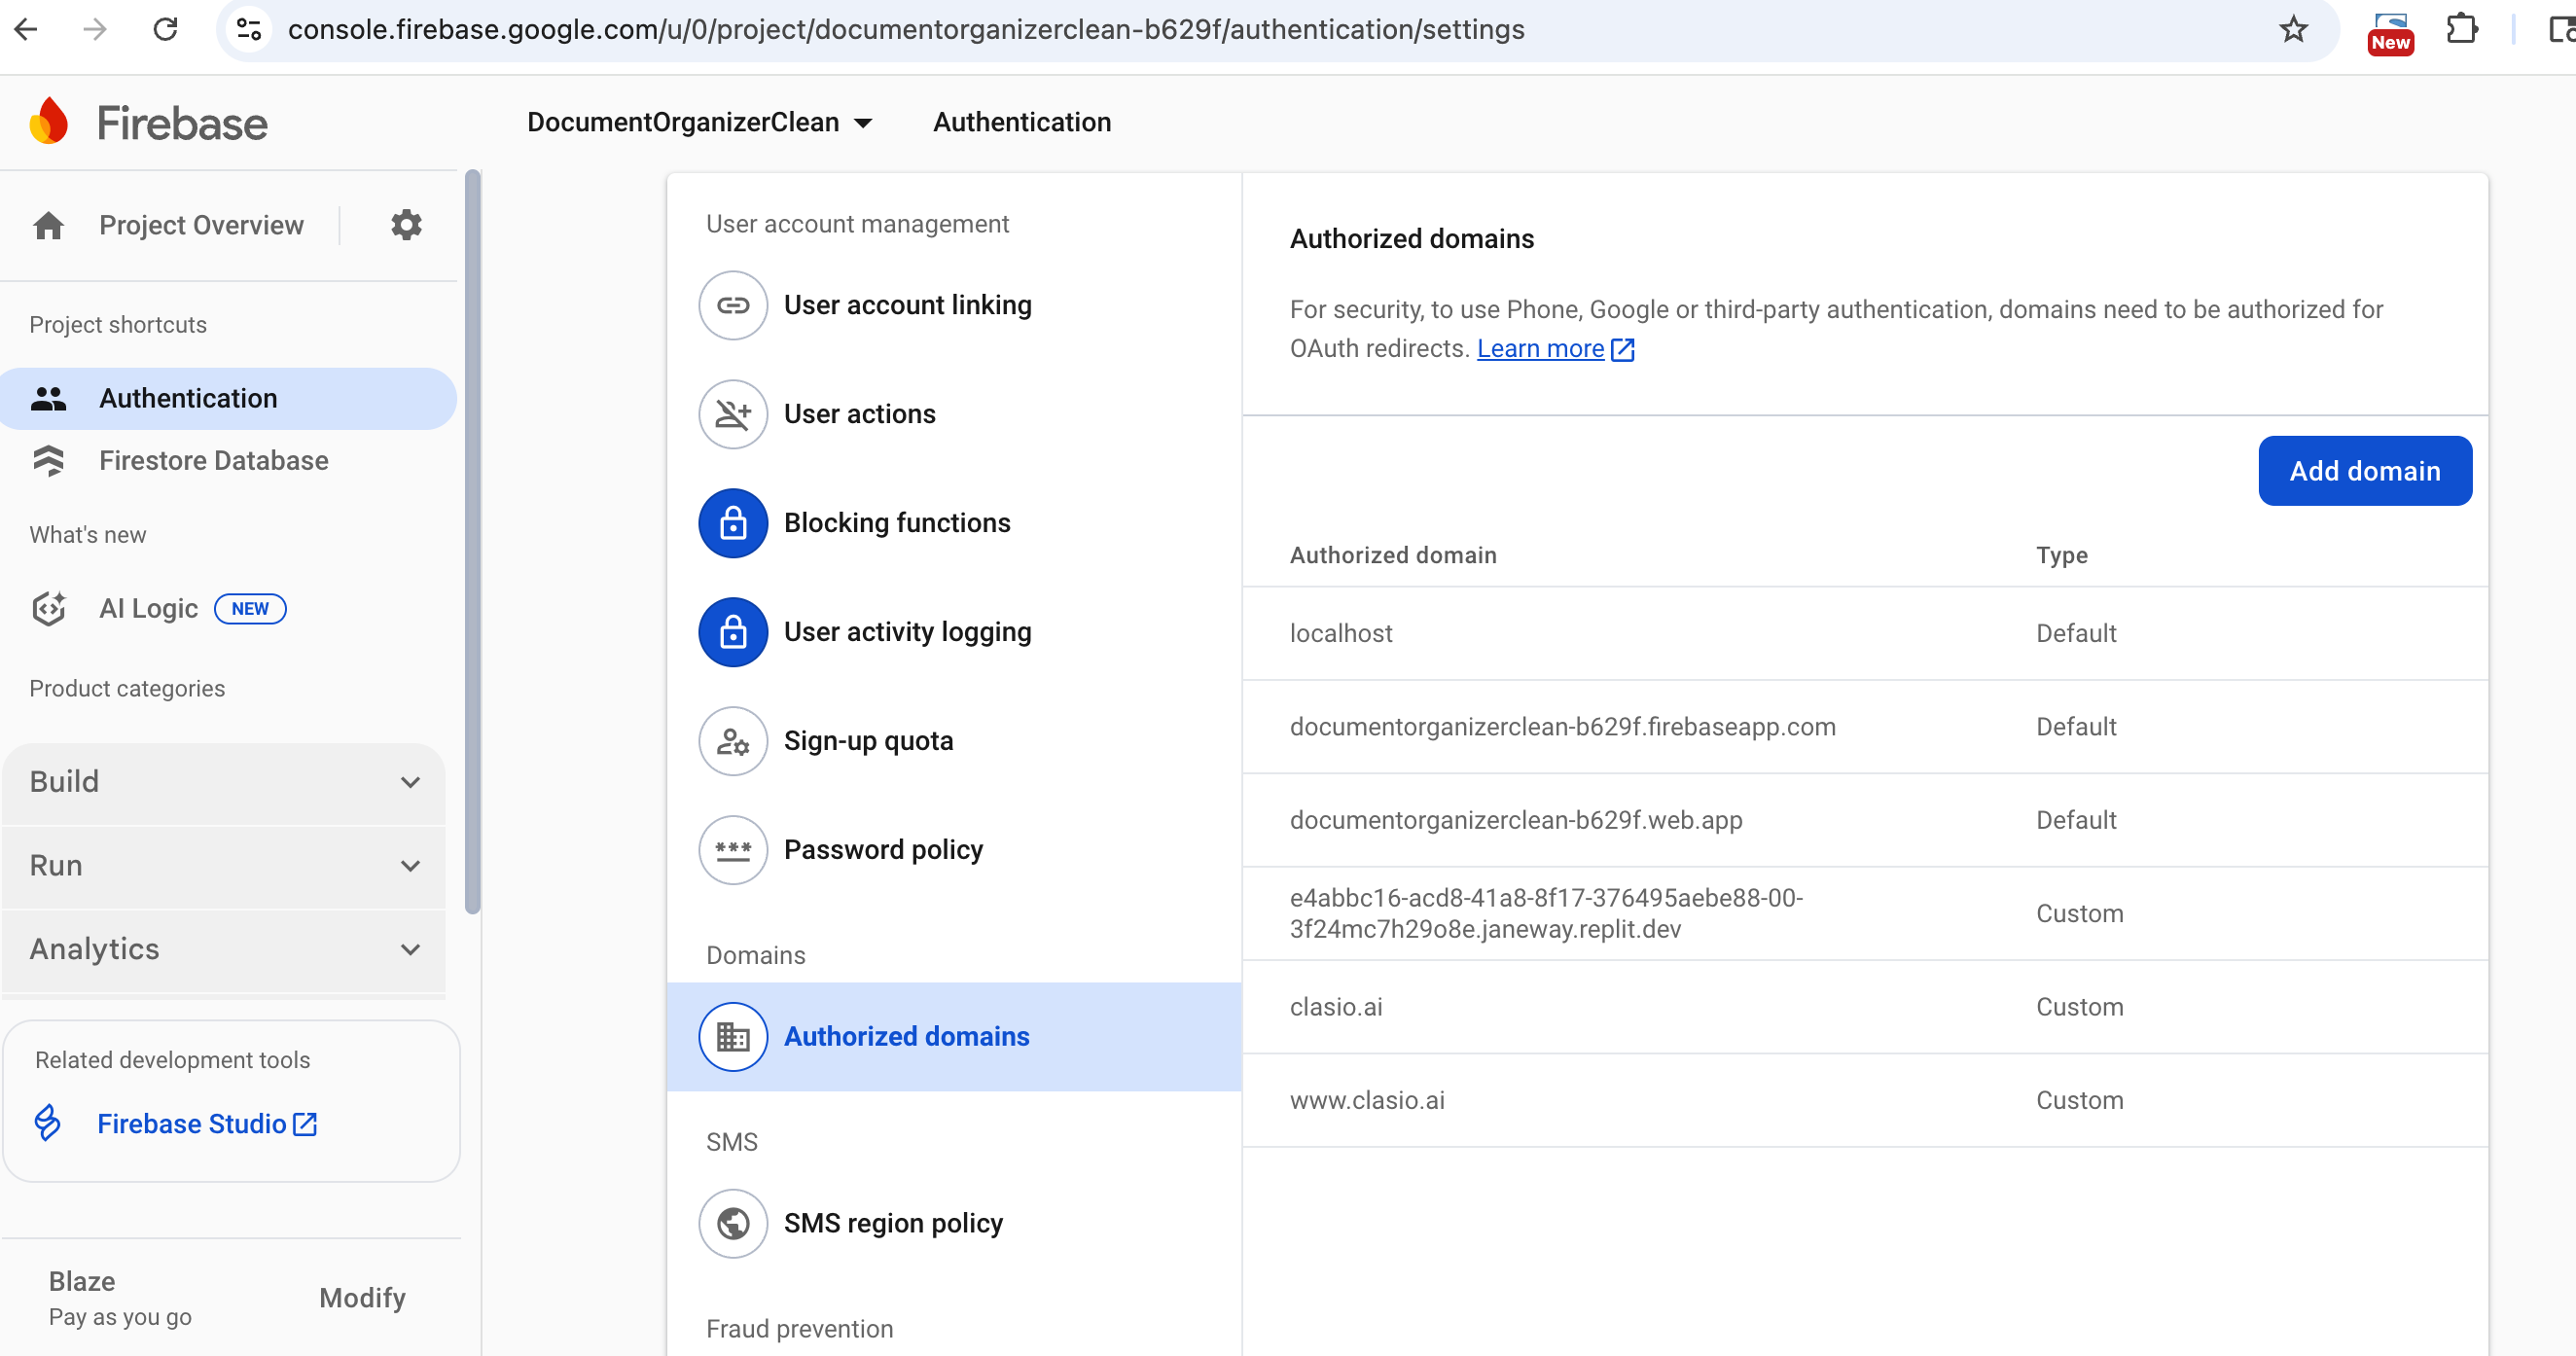 console.firebase.google.com/u/0/project/documentorganizerclean-b629f/authentication/settings
New
Firebase
DocumentOrganizerClean
Authentication
Project Overview
Project shortcuts
Authentication
Firestore Database
What's new
AI Logic NEW
Product categories
Build
Run
Analytics
Related development tools
Firebase Studio
Blaze
Pay as you go
Modify
User account management
User account linking
User actions
Blocking functions
User activity logging
Sign-up quota
Password policy
Domains
Authorized domains
SMS
SMS region policy
Fraud prevention
Authorized domains
For security, to use Phone, Google or third-party authentication, domains need to be authorized for
OAuth redirects. Learn more
Add domain
Authorized domain Type
localhost Default
documentorganizerclean-b629f.firebaseapp.com Default
documentorganizerclean-b629f.web.app Default
e4abbc16-acd8-41a8-8f17-376495aebe88-00-
3f24mc7h29o8e.janeway.replit.dev Custom
clasio.ai Custom
www.clasio.ai Custom